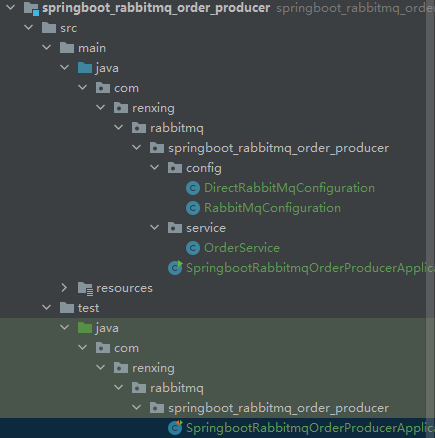 springboot_rabbitmq_order_producer springboot_rabbitmq_orde
src
main
java
com
renxing
rabbitmq
springboot_rabbitmq_order_producer
config
DirectRabbitMqConfiguration
RabbitMqConfiguration
service
OrderService
SpringbootRabbitmqOrderProducerApplica
resources
test
java
com
renxing
rabbitmq
springboot_rabbitmq_order_producer
SpringbootRabbitmqOrderProducerApplica